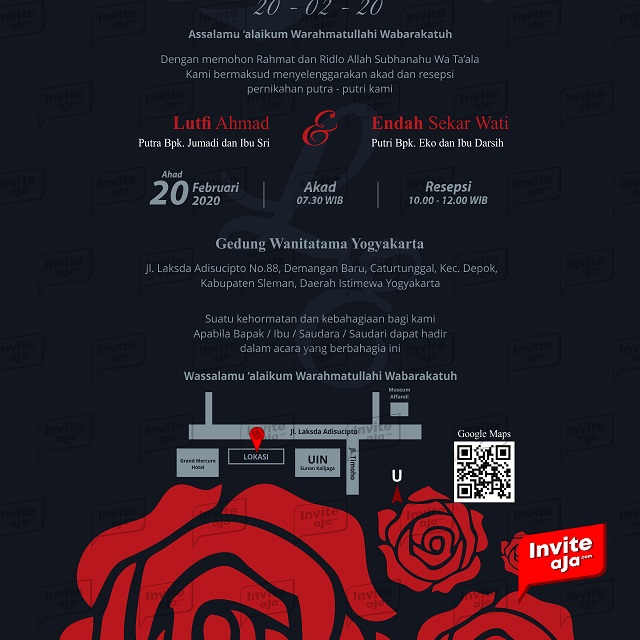 20 - 02 - 20
Assalamu ‘alaikum Warahmatullahi Wabarakatuh
Dengan memohon Rahmat dan Ridlo Allah Subhanahu Wa Ta'ala
Kami bermaksud menyelenggarakan akad dan resepsi
pernikahan putra - putri kami
Lutfi Ahmad & Endah Sekar Wati
Putra Bpk. Jumadi dan Ibu Sri
Putri Bpk. Eko dan Ibu Darsih
Ahad
20 Februari
2020
Akad
07.30 WIB
Resepsi
10.00 - 12.00 WIB
Gedung Wanitatama Yogyakarta
Jl. Laksda Adisucipto No.88, Demangan Baru, Caturtunggal, Kec. Depok,
Kabupaten Sleman, Daerah Istimewa Yogyakarta
Suatu kehormatan dan kebahagiaan bagi kami
Apabila Bapak / Ibu / Saudara / Saudari dapat hadir
dalam acara yang berbahagia ini
Wassalamu ‘alaikum Warahmatullahi Wabarakatuh
Museum
Affandi
Jl. Laksda Adisucipto
Grand Mercure
Hotel
LOKASI
UIN
Sunan Kalijaga
Jl. Timoho
U
Google Maps
Invite
aja.com